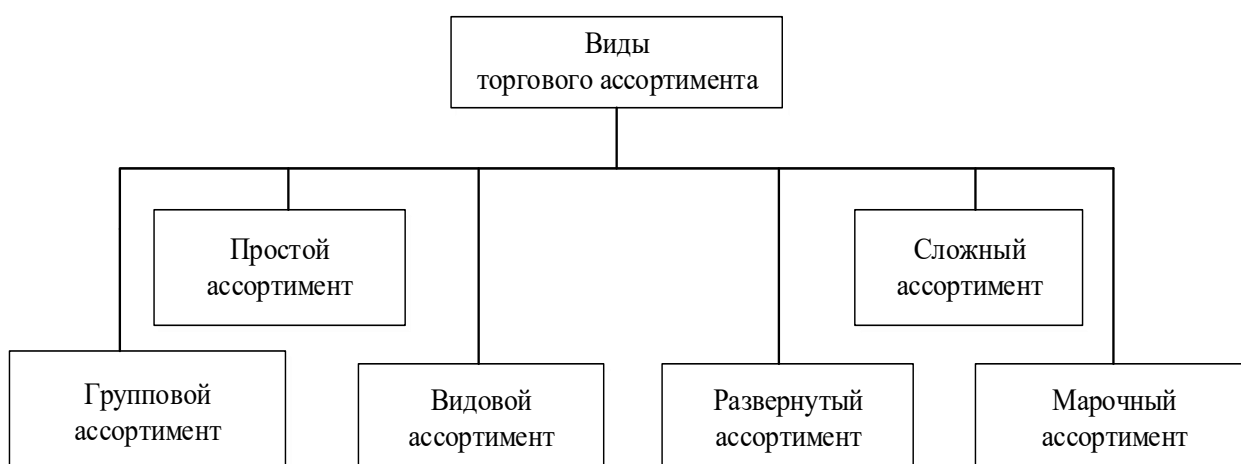 Виды
торгового ассортимента
Простой
ассортимент
Сложный
ассортимент
Групповой
ассортимент
Видовой
ассортимент
Развернутый
ассортимент
Марочный
ассортимент